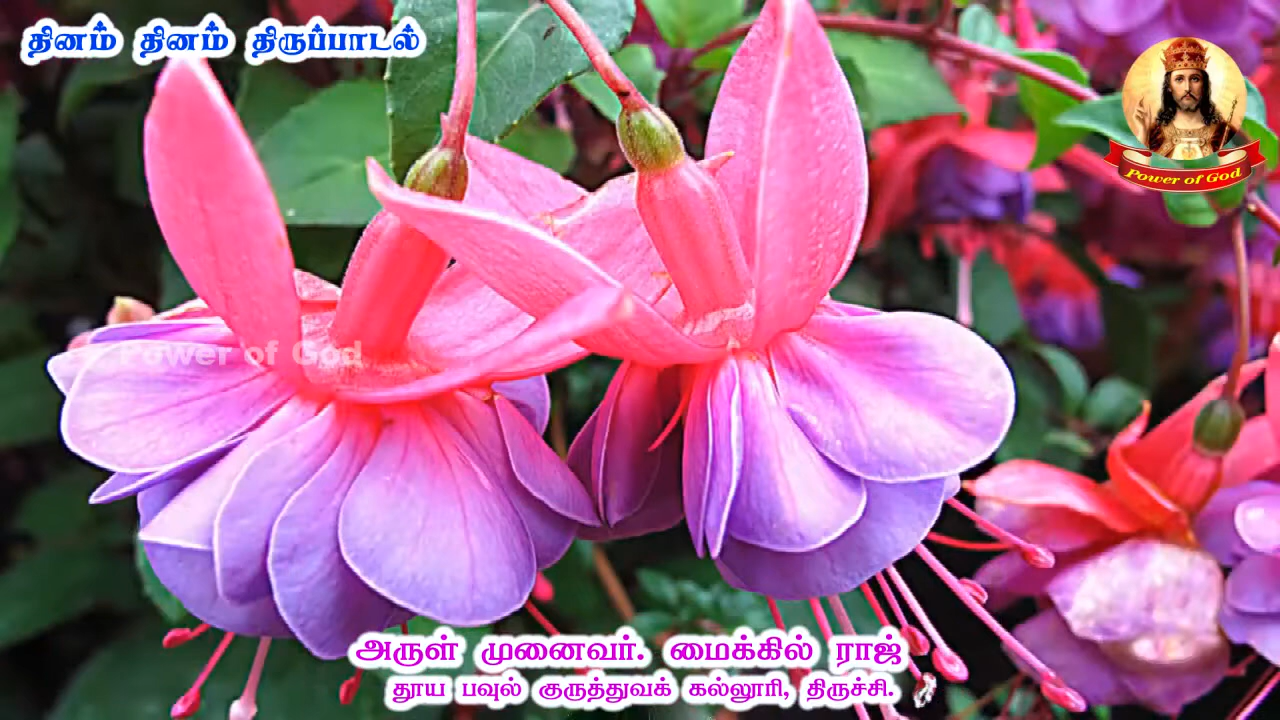 தினம் தினம் திருப்பாடல்
Power of God
Power of God
அருள் முனைவர். மைக்கில் ராஜ்
தூய பவுல் குருத்துவக் கல்லூரி, திருச்சி.